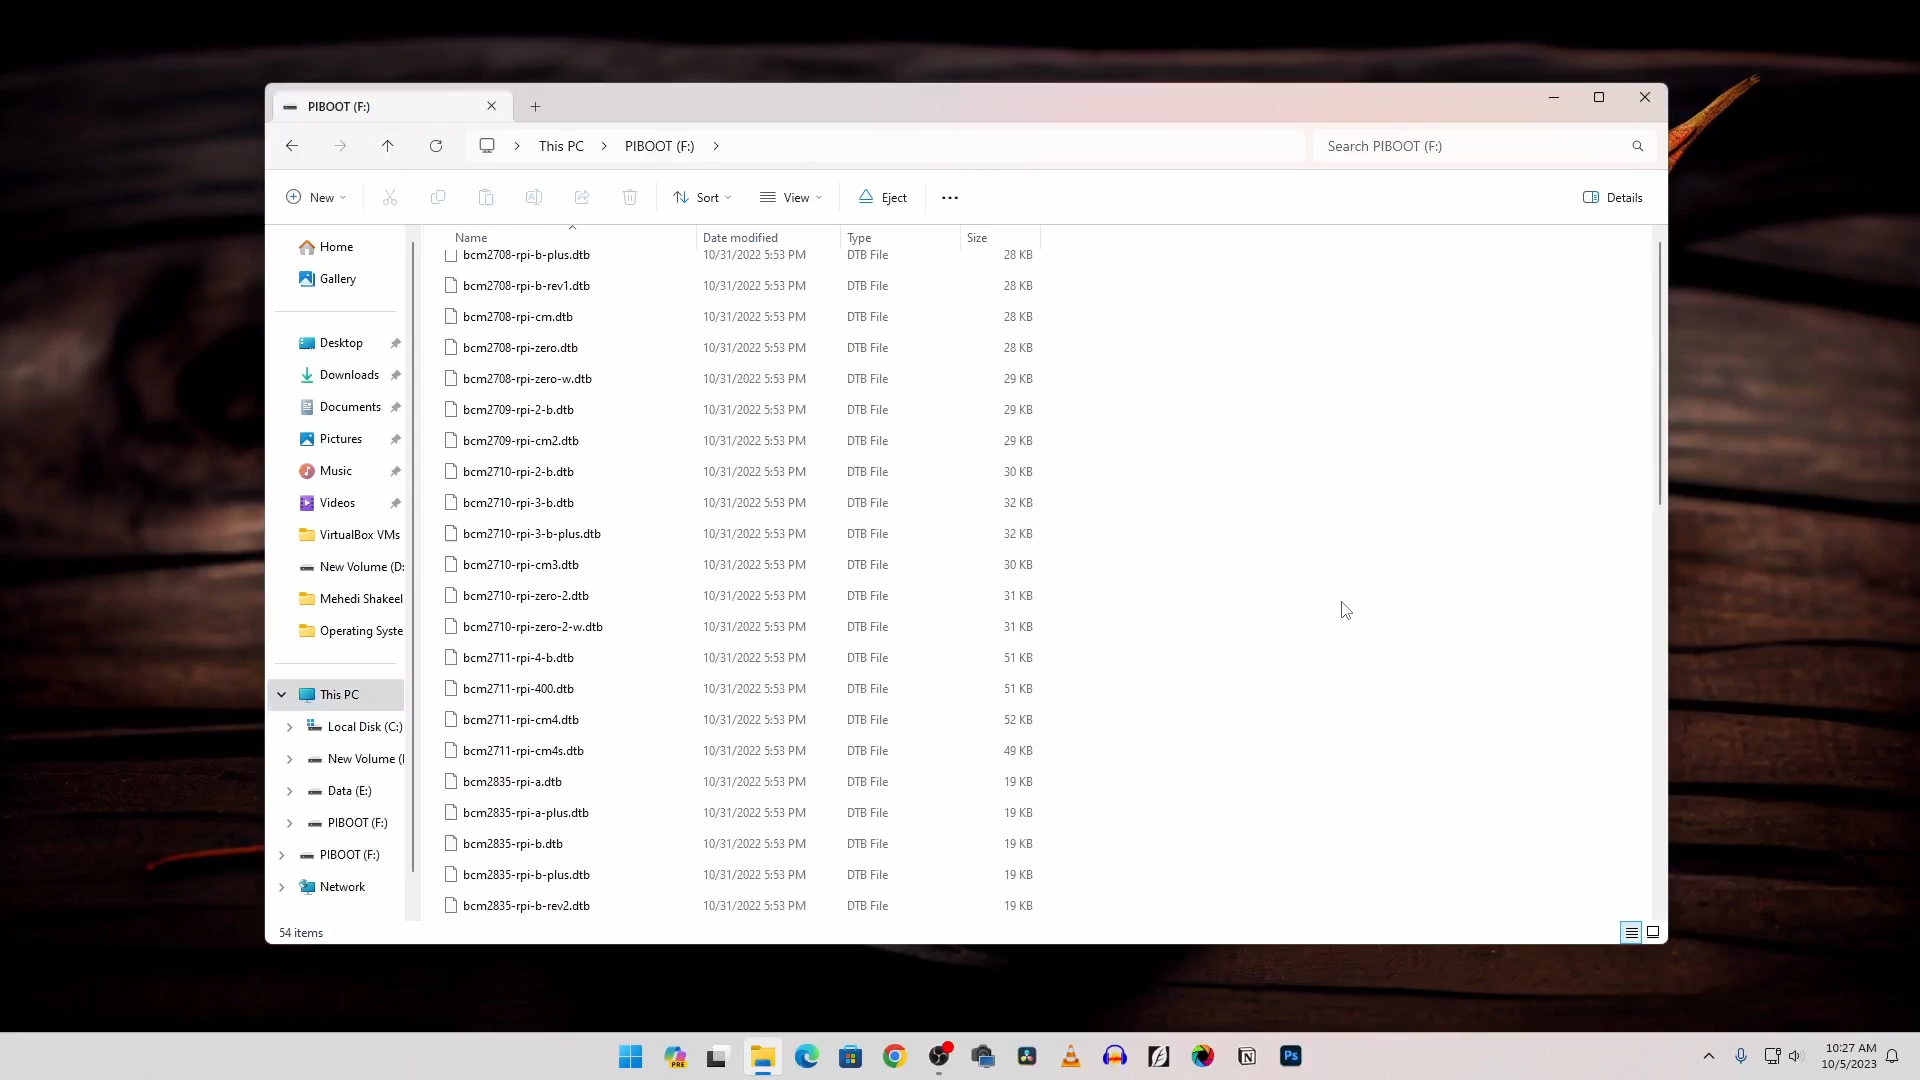 PIBOOT (F:)
This PC
PIBOOT (F:)
Search PIBOOT (F:)
New
Sort
View
Eject
Details
Name Date modified Type Size
bcm2708-rpi-b-plus.dtb 10/31/2022 5:53 PM DTB File 28 KB
bcm2708-rpi-b-rev1.dtb 10/31/2022 5:53 PM DTB File 28 KB
bcm2708-rpi-cm.dtb 10/31/2022 5:53 PM DTB File 28 KB
bcm2708-rpi-zero.dtb 10/31/2022 5:53 PM DTB File 28 KB
bcm2708-rpi-zero-w.dtb 10/31/2022 5:53 PM DTB File 29 KB
bcm2709-rpi-2-b.dtb 10/31/2022 5:53 PM DTB File 29 KB
bcm2709-rpi-cm2.dtb 10/31/2022 5:53 PM DTB File 29 KB
bcm2710-rpi-2-b.dtb 10/31/2022 5:53 PM DTB File 30 KB
bcm2710-rpi-3-b.dtb 10/31/2022 5:53 PM DTB File 32 KB
bcm2710-rpi-3-b-plus.dtb 10/31/2022 5:53 PM DTB File 32 KB
bcm2710-rpi-cm3.dtb 10/31/2022 5:53 PM DTB File 30 KB
bcm2710-rpi-zero-2.dtb 10/31/2022 5:53 PM DTB File 31 KB
bcm2710-rpi-zero-2-w.dtb 10/31/2022 5:53 PM DTB File 31 KB
bcm2711-rpi-4-b.dtb 10/31/2022 5:53 PM DTB File 51 KB
bcm2711-rpi-400.dtb 10/31/2022 5:53 PM DTB File 51 KB
bcm2711-rpi-cm4.dtb 10/31/2022 5:53 PM DTB File 52 KB
bcm2711-rpi-cm4s.dtb 10/31/2022 5:53 PM DTB File 49 KB
bcm2835-rpi-a.dtb 10/31/2022 5:53 PM DTB File 19 KB
bcm2835-rpi-a-plus.dtb 10/31/2022 5:53 PM DTB File 19 KB
bcm2835-rpi-b.dtb 10/31/2022 5:53 PM DTB File 19 KB
bcm2835-rpi-b-plus.dtb 10/31/2022 5:53 PM DTB File 19 KB
bcm2835-rpi-b-rev2.dtb 10/31/2022 5:53 PM DTB File 19 KB
Home
Gallery
Desktop
Downloads
Documents
Pictures
Music
Videos
VirtualBox VMs
New Volume (D:
Mehedi Shakeel
Operating Syste
This PC
Local Disk (C:)
New Volume (
Data (E:)
PIBOOT (F:)
PIBOOT (F:)
Network
54 items
PRE
N
Ps
10:27 AM
10/5/2023